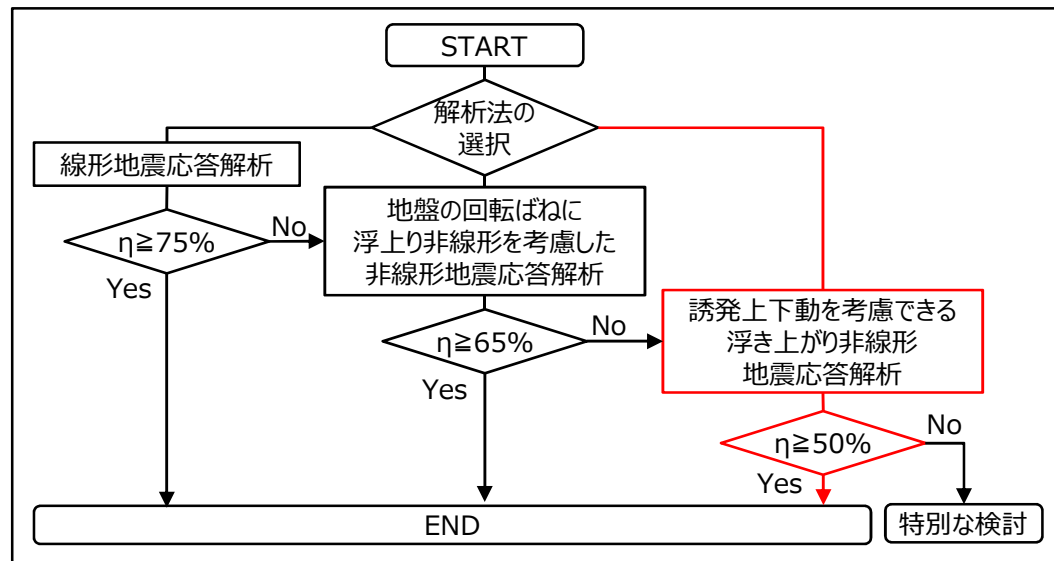 START
解析法の
選択
線形地震応答解析
η≧75%
No
Yes
地盤の回転ばねに
浮上り非線形を考慮した
非線形地震応答解析
η≧65%
No
Yes
誘発上下動を考慮できる
浮き上がり非線形
地震応答解析
η≧50%
No
Yes
END
特別な検討